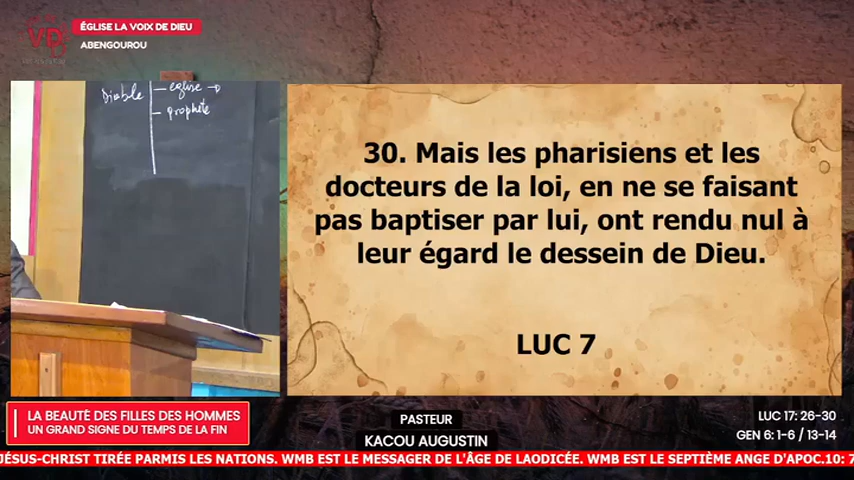 VD
ÉGLISE LA VOIX DE DIEU
ABENGOUROU
Diable
église →
prophète
30. Mais les pharisiens et les
docteurs de la loi, en ne se faisant
pas baptiser par lui, ont rendu nul à
leur égard le dessein de Dieu.
LUC 7
LA BEAUTÉ DES FILLES DES HOMMES
UN GRAND SIGNE DU TEMPS DE LA FIN
PASTEUR
KACOU AUGUSTIN
LUC 17: 26-30
GEN 6: 1-6 / 13-14
JÉSUS-CHRIST TIRÉE PARMIS LES NATIONS. WMB EST LE MESSAGER DE L'ÂGE DE LAODICÉE. WMB EST LE SEPTIÈME ANGE D'APOC.10: 7